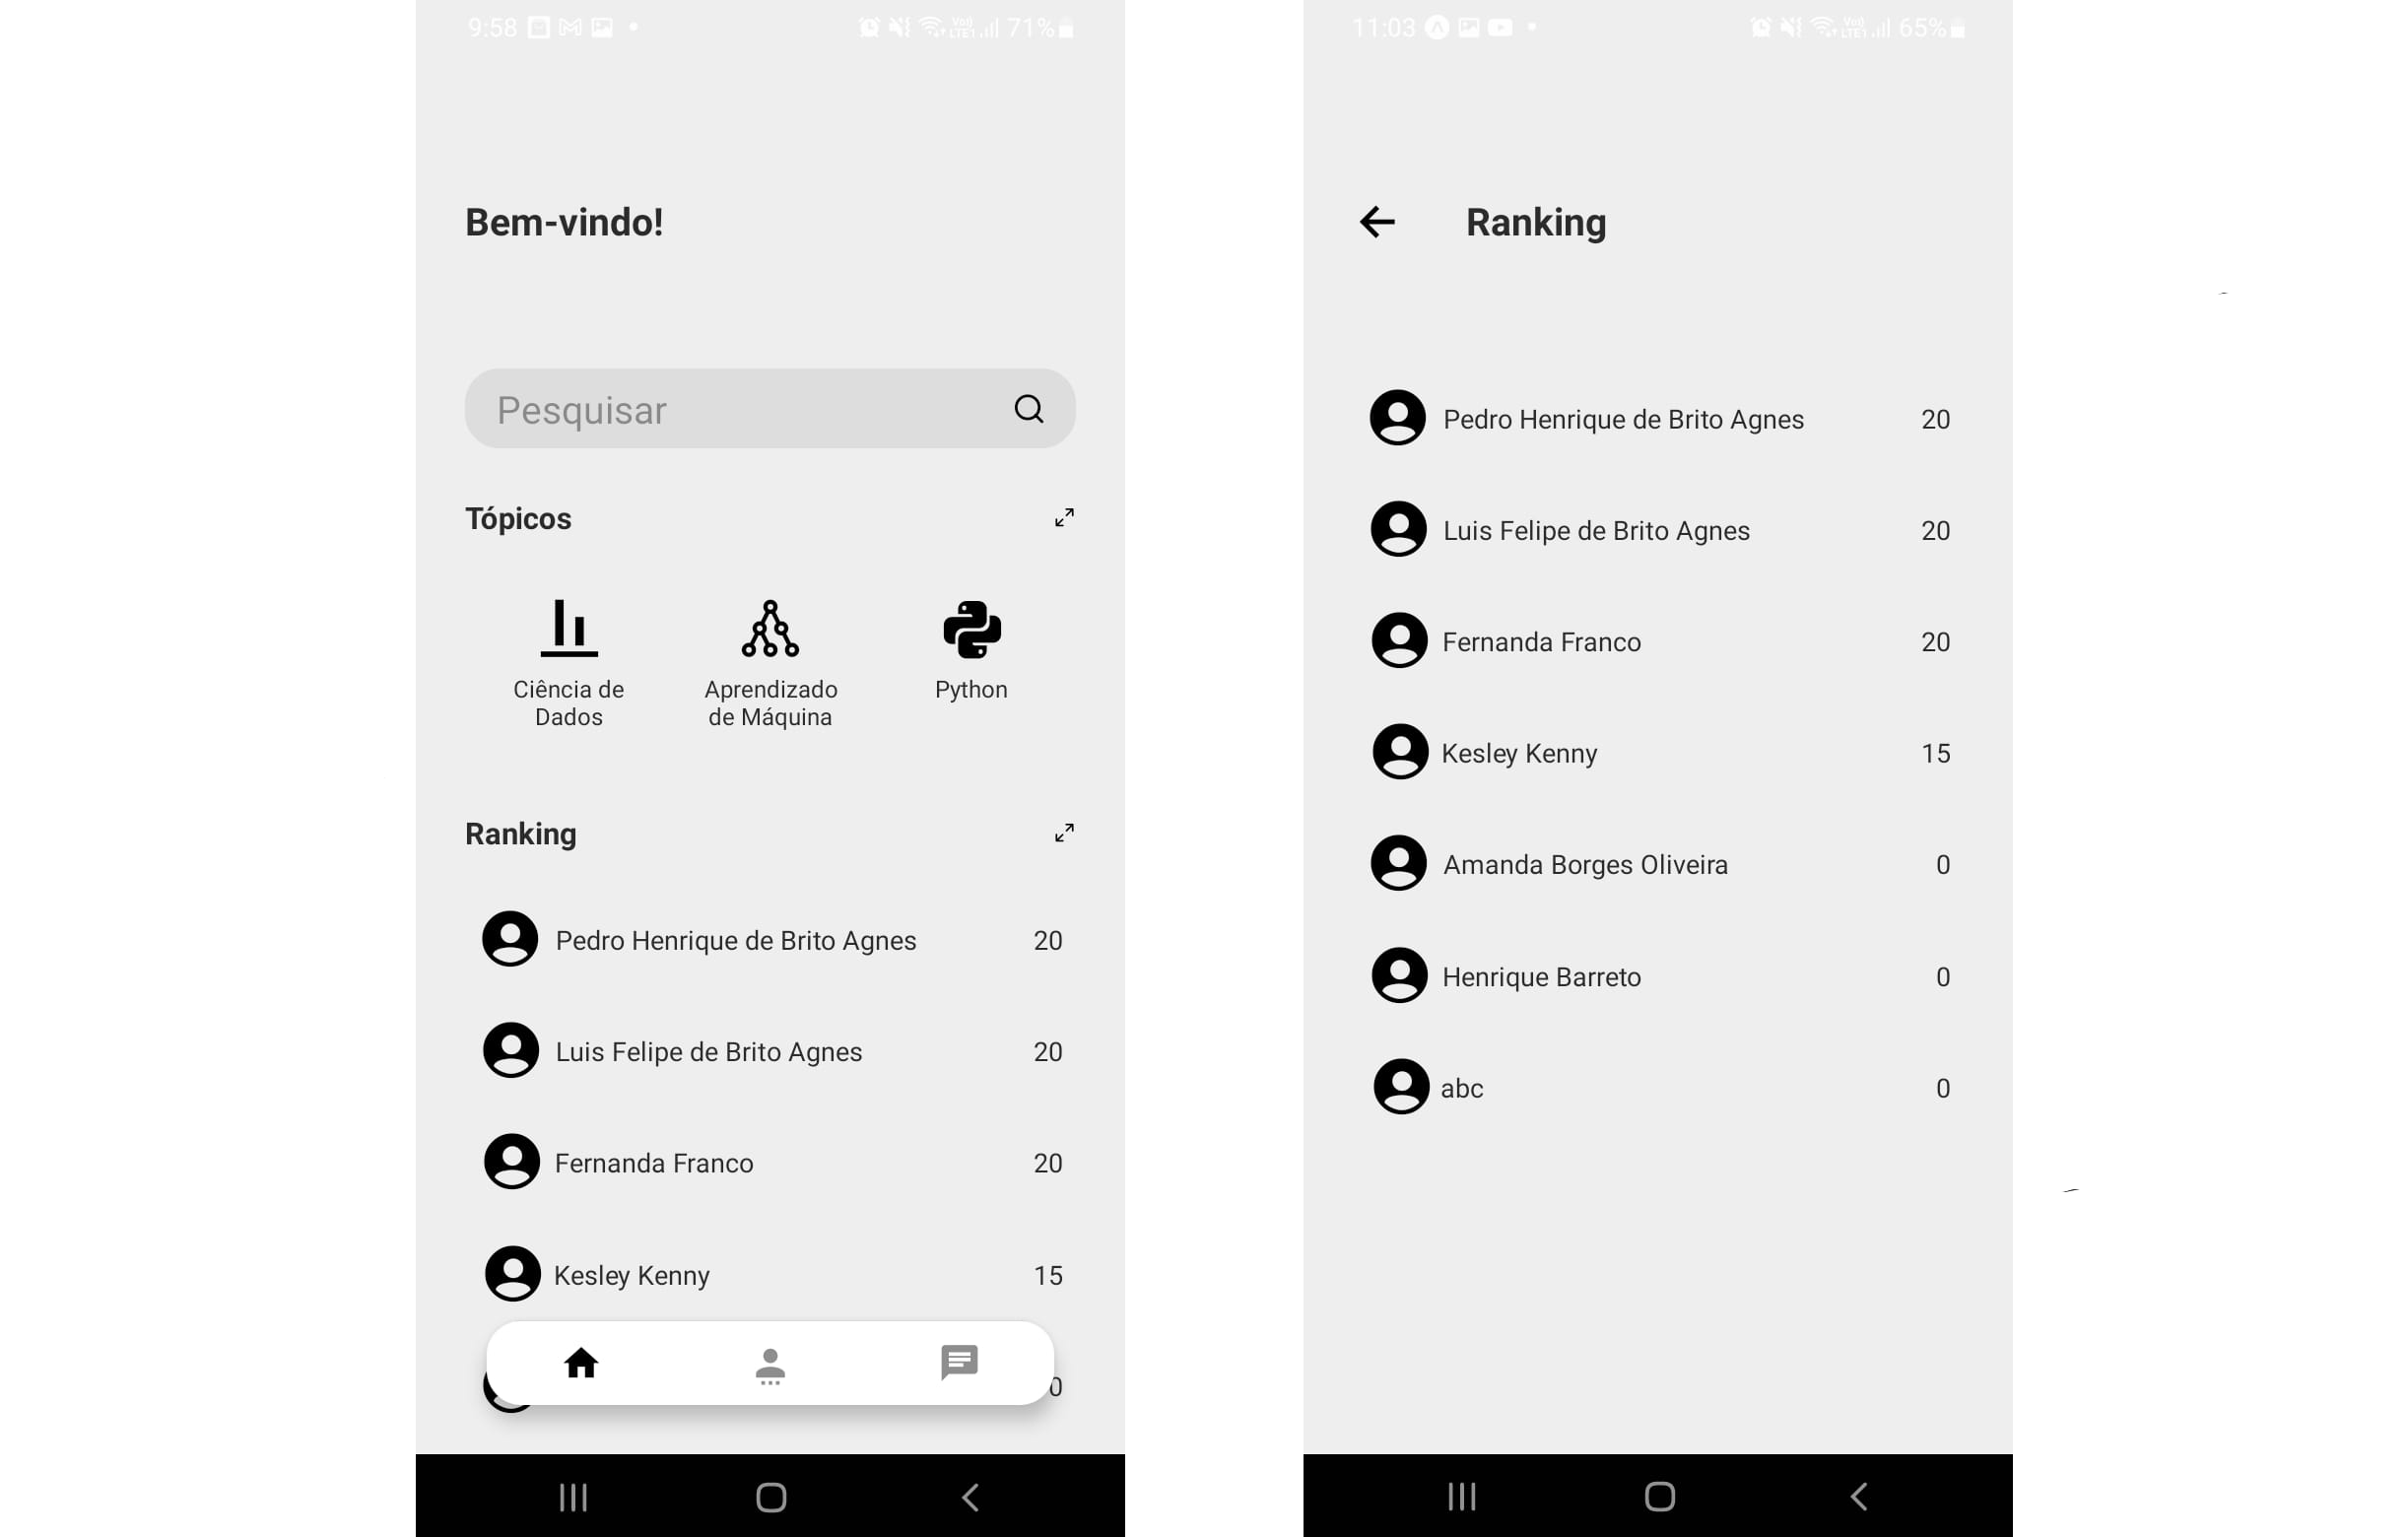 9:58
71%
Bem-vindo!
Pesquisar
Tópicos
Ciência de
Dados
Aprendizado
de Máquina
Python
Ranking
Pedro Henrique de Brito Agnes 20
Luis Felipe de Brito Agnes 20
Fernanda Franco 20
Kesley Kenny 15
0
11:03
65%
Ranking
Pedro Henrique de Brito Agnes 20
Luis Felipe de Brito Agnes 20
Fernanda Franco 20
Kesley Kenny 15
Amanda Borges Oliveira 0
Henrique Barreto 0
abc 0